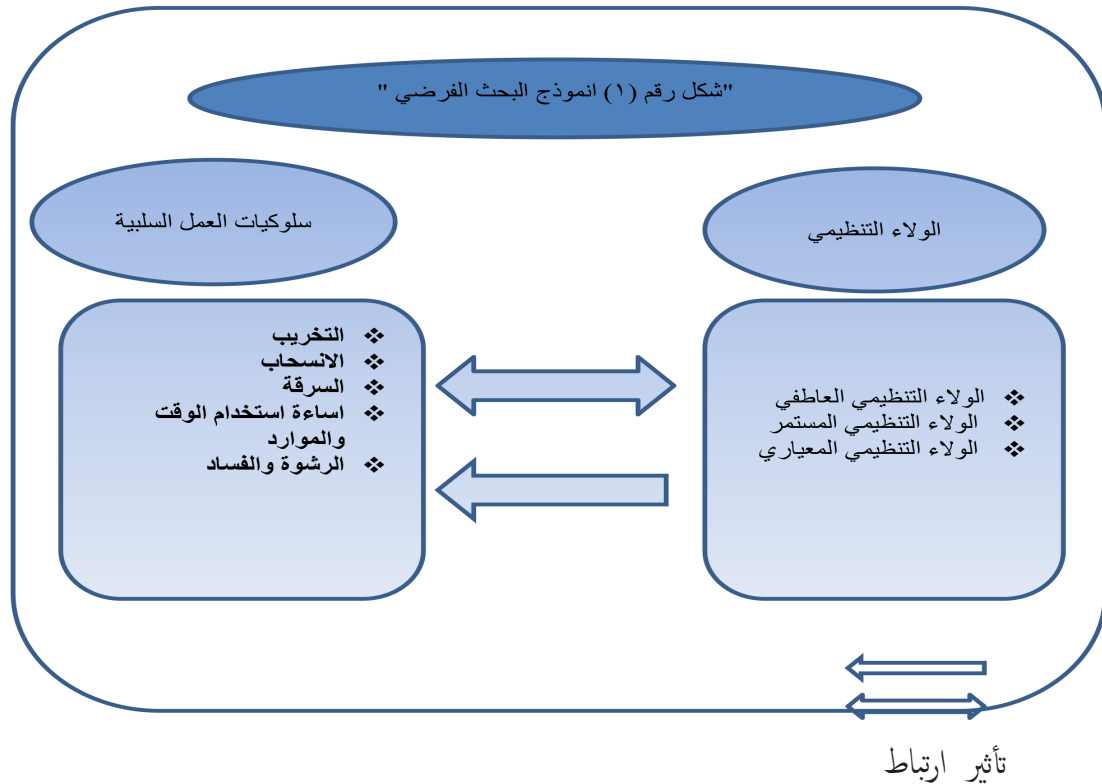 "شكل رقم (١) انموذج البحث الفرضي "
الولاء التنظيمي
سلوكيات العمل السلبية
❖ الولاء التنظيمي العاطفي
❖ الولاء التنظيمي المستمر
❖ الولاء التنظيمي المعياري
❖ التخريب
❖ الانسحاب
❖ السرقة
❖ اساءة استخدام الوقت
والموارد
❖ الرشوة والفساد
تأثير ارتباط